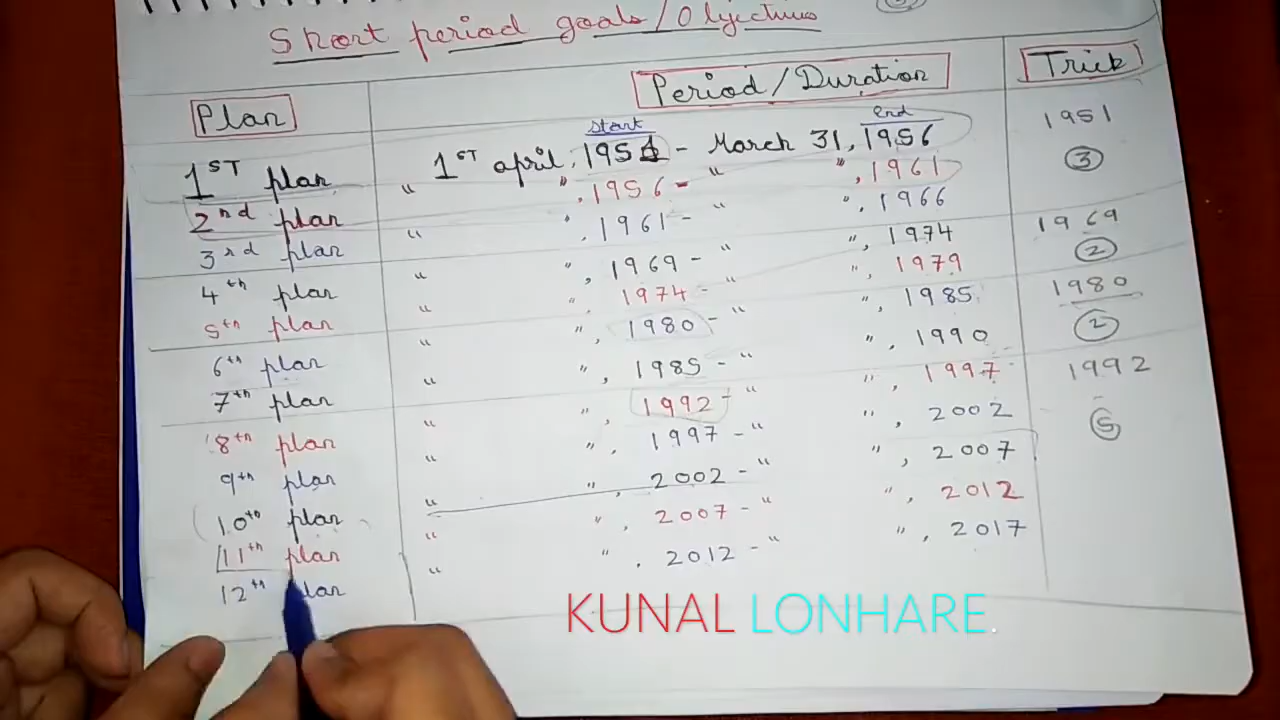 Short period goals/Objectives
Plan Period/Duration Trick
start end
1ST plan 1ST april, 1951 - March 31, 1956 1951
2nd plan " ", 1956 - " ", 1961 3
3rd plan " ", 1961 - " ", 1966
4th plan " ", 1969 - " ", 1974 1969
5th plan " ", 1974 - " ", 1979 2
6th plan " ", 1980 - " ", 1985 1980
7th plan " ", 1985 - " ", 1990 2
8th plan " ", 1992 - " ", 1997 1992
9th plan " ", 1997 - " ", 2002 5
10th plan " ", 2002 - " ", 2007
11th plan " ", 2007 - " ", 2012
12th plan " ", 2012 - " ", 2017
KUNAL LONHARE.